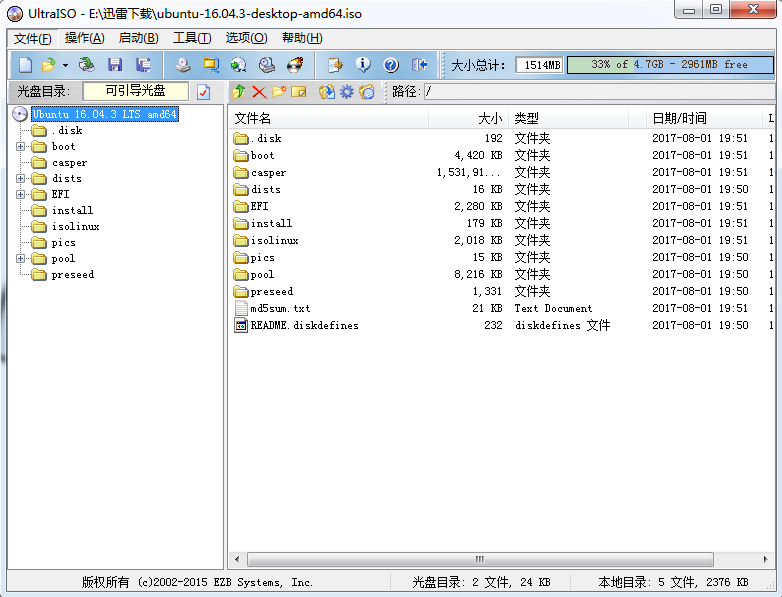 UltraISO - E:\迅雷下载\ubuntu-16.04.3-desktop-amd64.iso
文件(F) 操作(A) 启动(B) 工具(T) 选项(O) 帮助(H)
大小总计: 1514MB 33% of 4.7GB - 2961MB free
光盘目录: 可引导光盘 路径: /
Ubuntu 16.04.3 LTS amd64
.disk
boot
casper
dists
EFI
install
isolinux
pics
pool
preseed
文件名 大小 类型 日期/时间 L
.disk 192 文件夹 2017-08-01 19:51 1
boot 4,420 KB 文件夹 2017-08-01 19:51 1
casper 1,531,91... 文件夹 2017-08-01 19:51 1
dists 16 KB 文件夹 2017-08-01 19:50 1
EFI 2,280 KB 文件夹 2017-08-01 19:51 1
install 179 KB 文件夹 2017-08-01 19:51 1
isolinux 2,018 KB 文件夹 2017-08-01 19:51 1
pics 15 KB 文件夹 2017-08-01 19:50 1
pool 8,216 KB 文件夹 2017-08-01 19:50 1
preseed 1,331 文件夹 2017-08-01 19:50 1
md5sum.txt 21 KB Text Document 2017-08-01 19:51 1
README.diskdefines 232 diskdefines 文件 2017-08-01 19:50 1
版权所有 (c)2002-2015 EZB Systems, Inc. 光盘目录: 2 文件, 24 KB 本地目录: 5 文件, 2376 KB